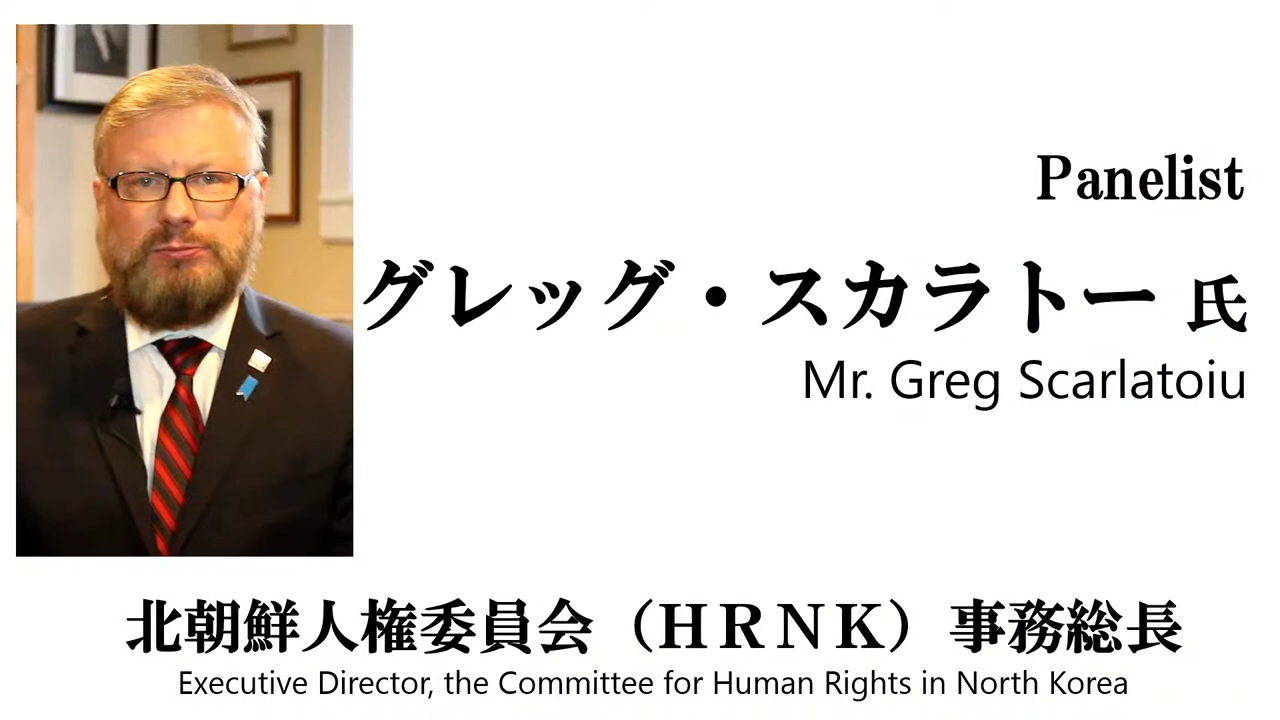 Panelist
グレッグ・スカラトー 氏
Mr. Greg Scarlatoiu
北朝鮮人権委員会（ＨＲＮＫ）事務総長
Executive Director, the Committee for Human Rights in North Korea